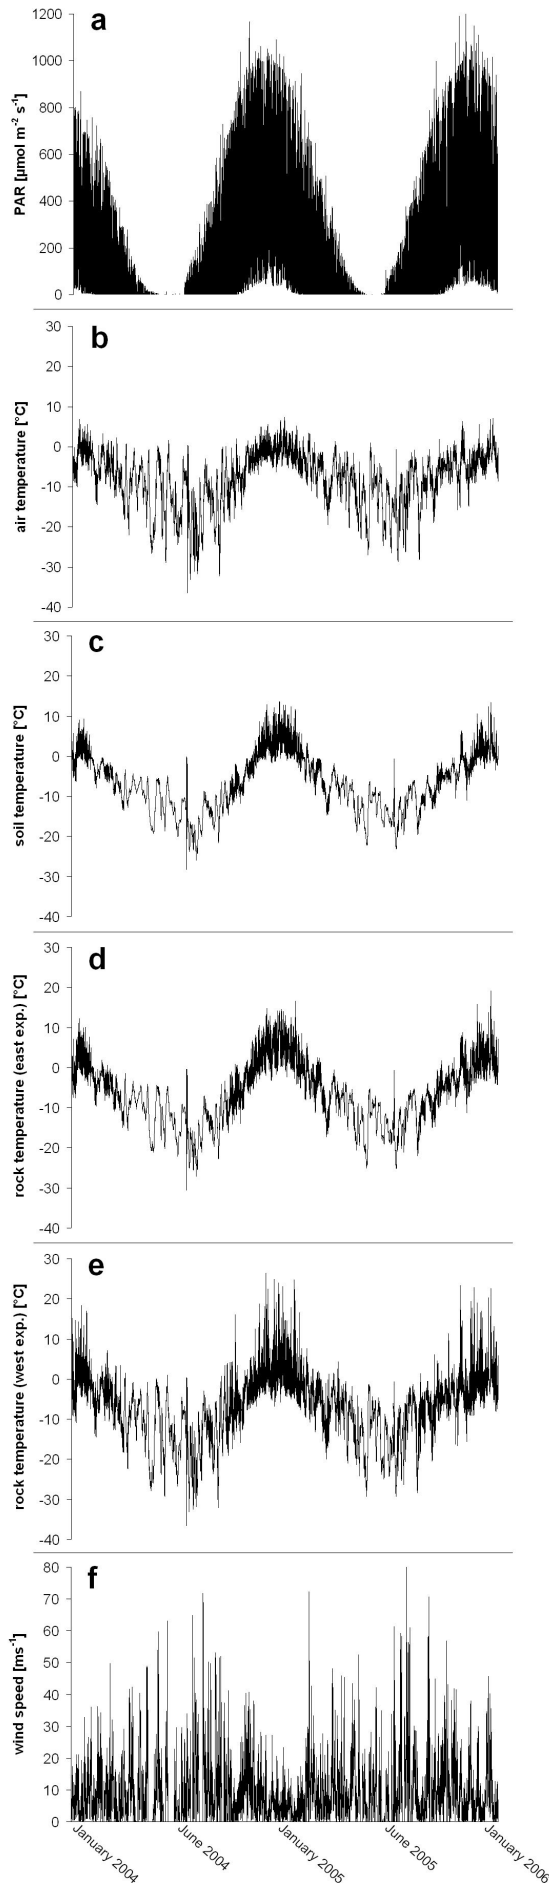 a
1200
1000
800
600
400
200
0
PAR [µmol m-2 s-1]
b
30
20
10
0
-10
-20
-30
-40
air temperature [°C]
c
30
20
10
0
-10
-20
-30
-40
soil temperature [°C]
d
30
20
10
0
-10
-20
-30
-40
rock temperature (east exp.) [°C]
e
30
20
10
0
-10
-20
-30
-40
rock temperature (west exp.) [°C]
f
80
70
60
50
40
30
20
10
0
wind speed [ms-1]
January 2004
June 2004
January 2005
June 2005
January 2006